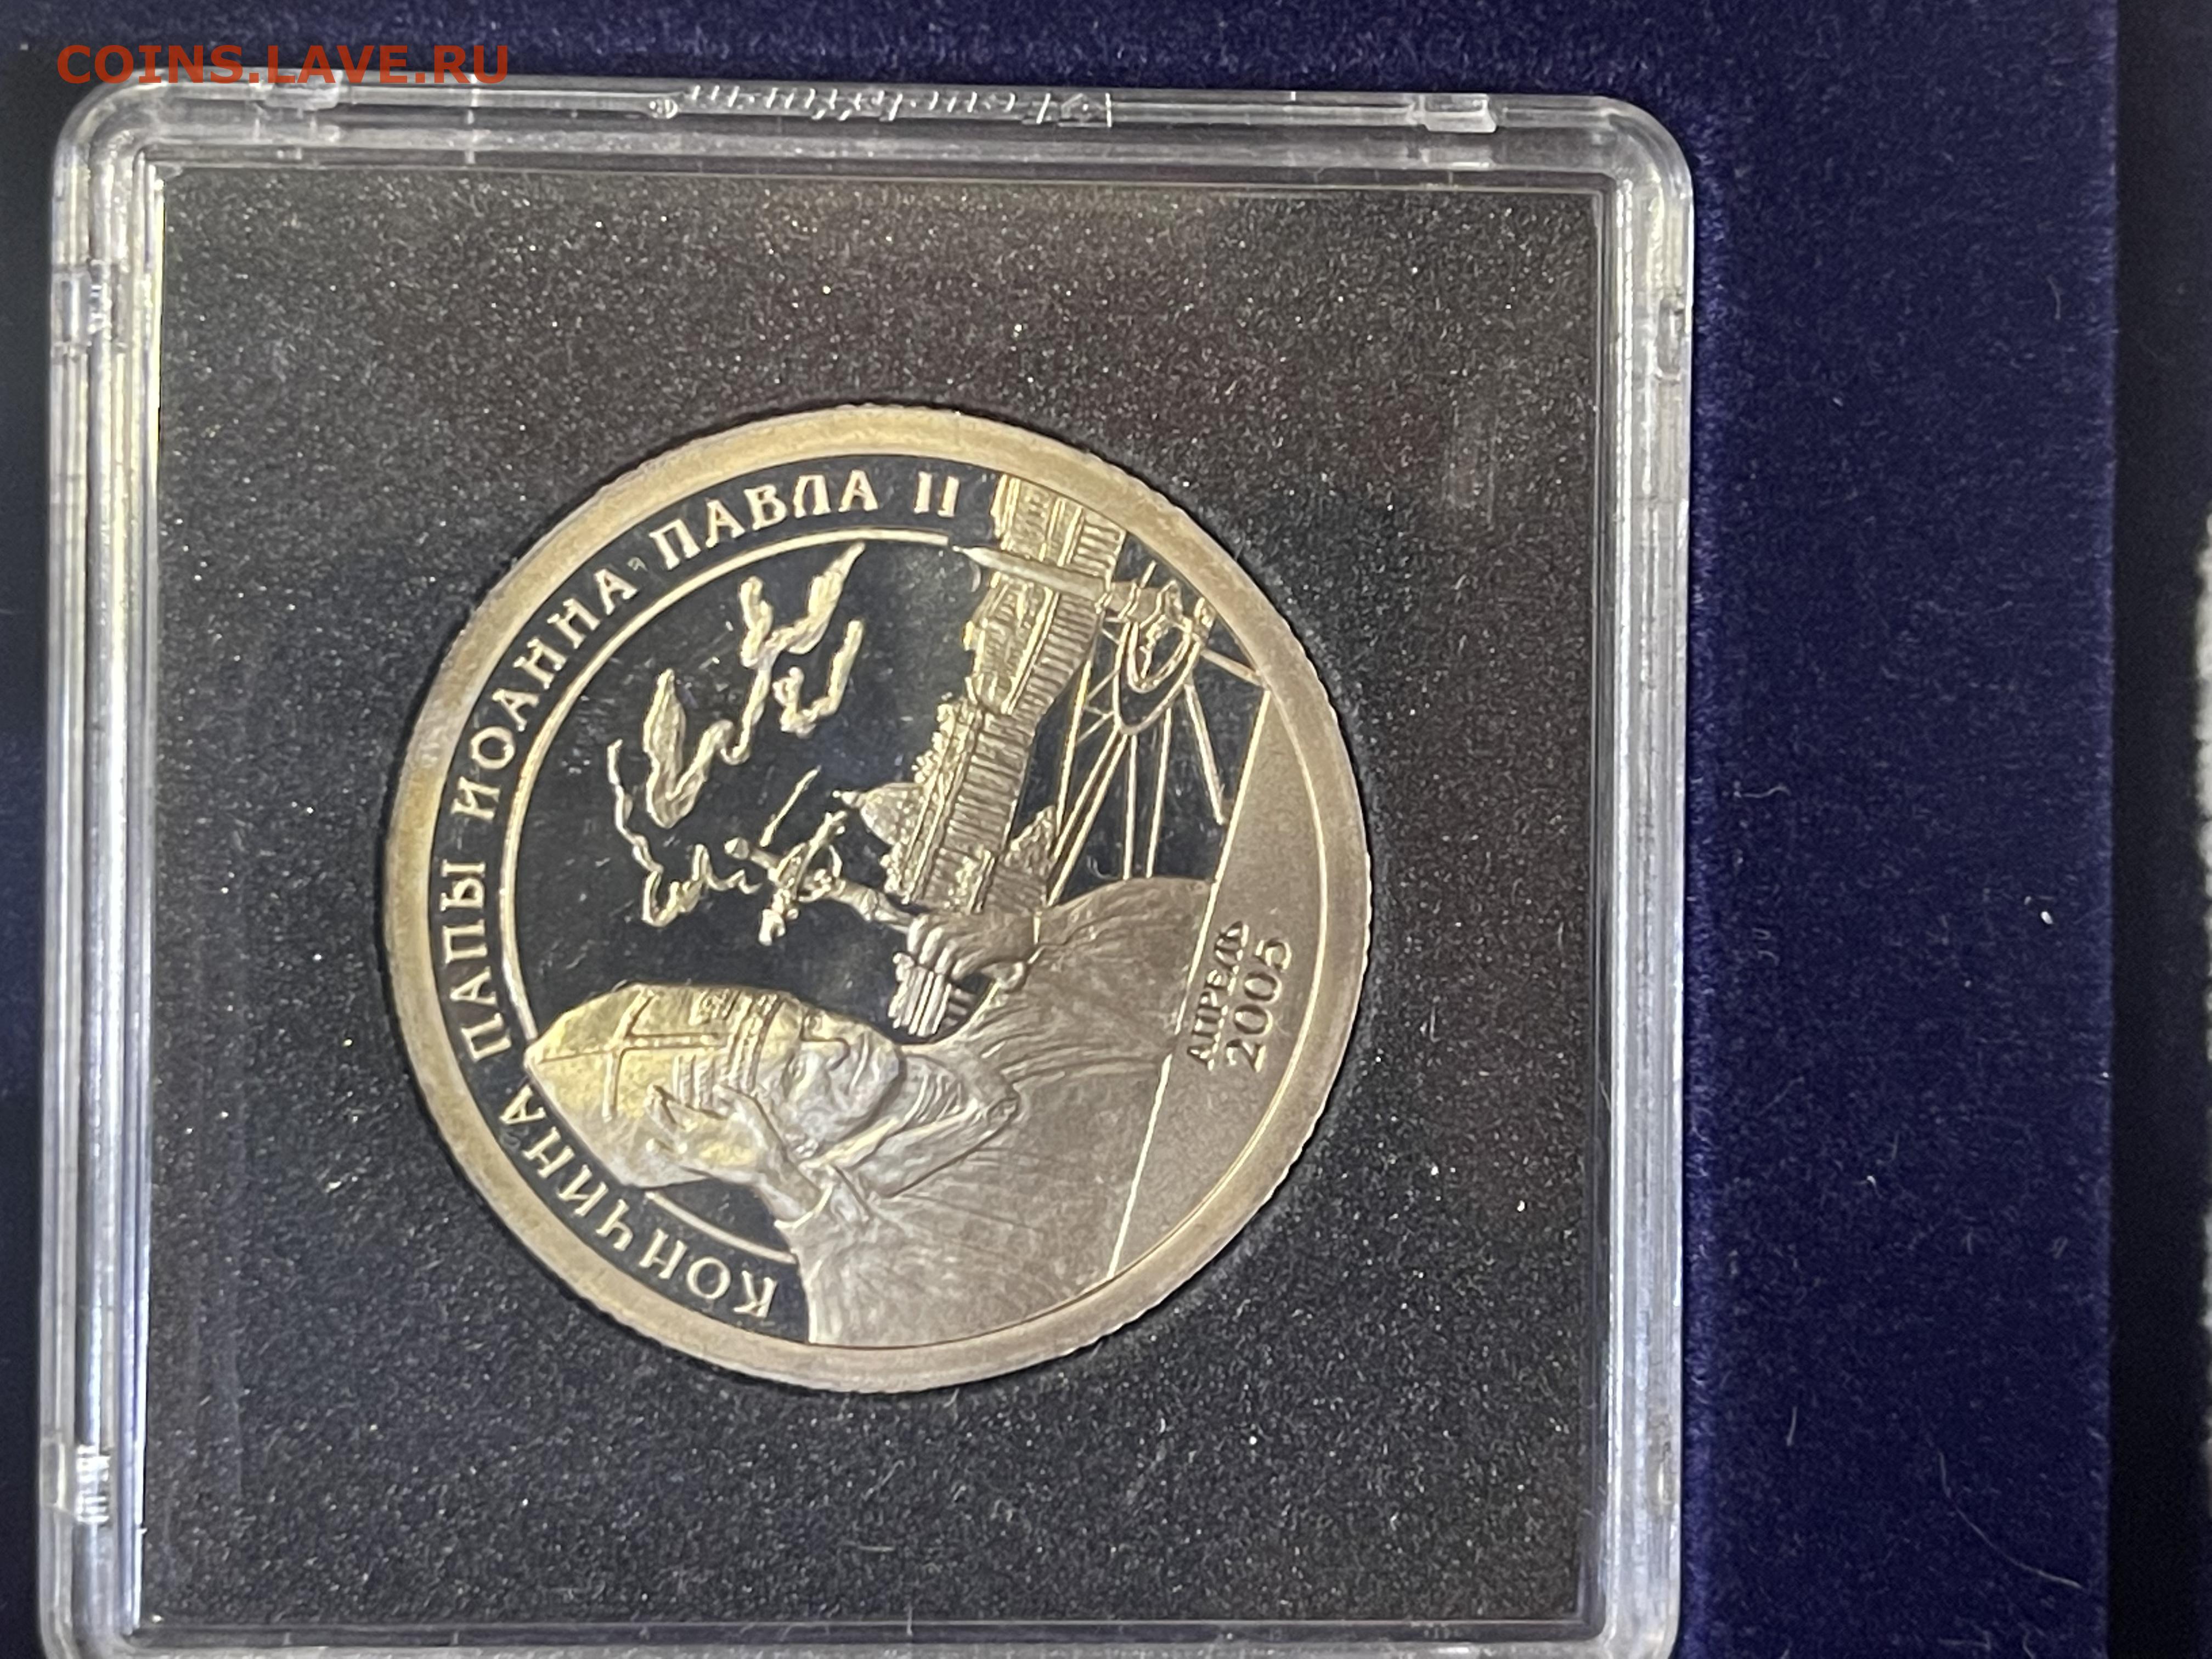 COINS.LAVE.RU
КОНЧИНА ПАПЫ ИОАННА ПАВЛА II
АПРЕЛЬ
2005